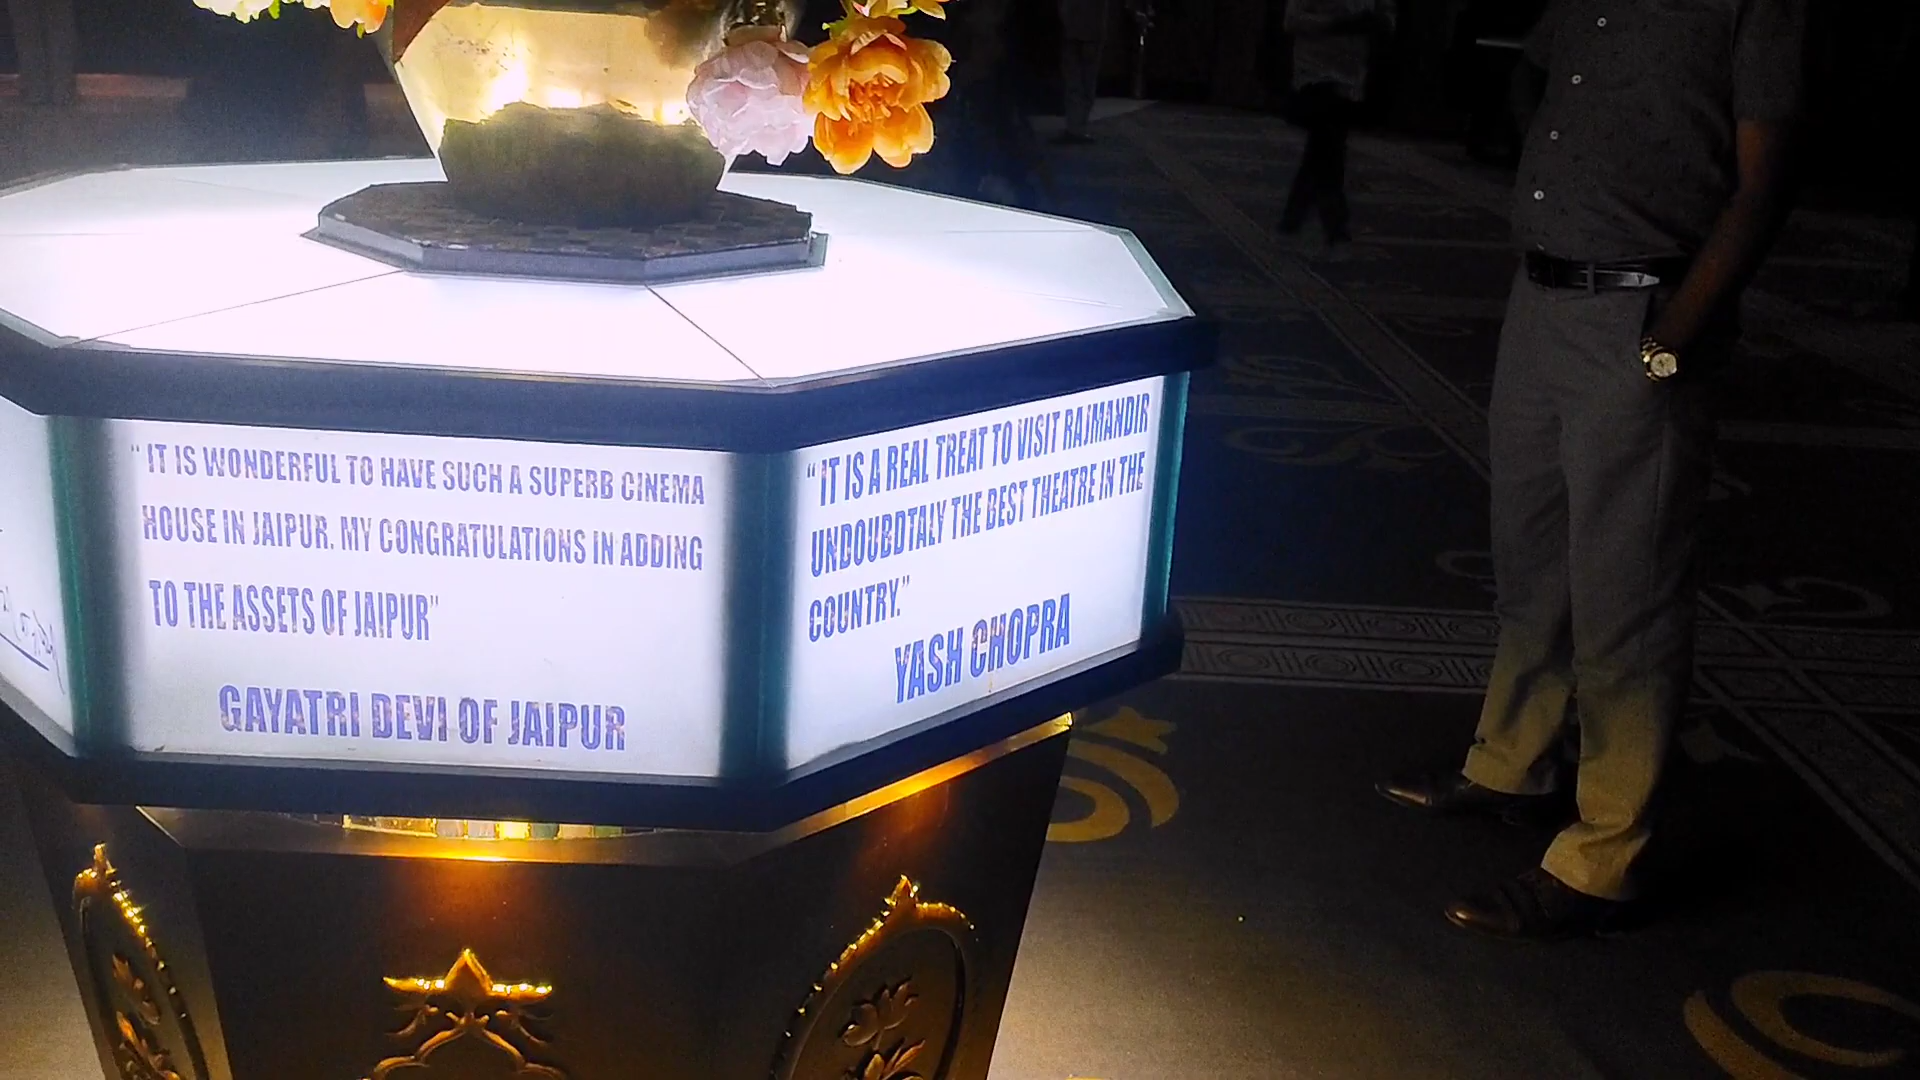 “ IT IS WONDERFUL TO HAVE SUCH A SUPERB CINEMA
HOUSE IN JAIPUR. MY CONGRATULATIONS IN ADDING
TO THE ASSETS OF JAIPUR”
GAYATRI DEVI OF JAIPUR
“IT IS A REAL TREAT TO VISIT RAJMANDIR
UNDOUBDTALY THE BEST THEATRE IN THE
COUNTRY.”
YASH CHOPRA